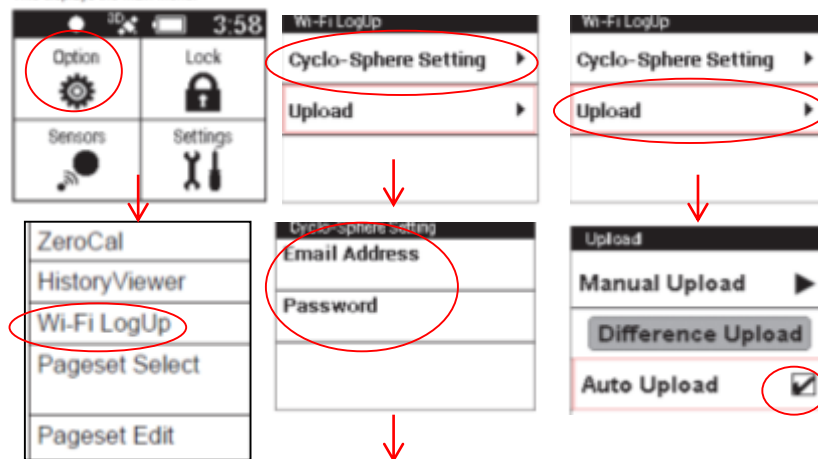 3D 3:58
Option Lock
Sensors Settings
ZeroCal
HistoryViewer
Wi-Fi LogUp
Pageset Select
Pageset Edit
Wi-Fi LogUp
Cyclo-Sphere Setting
Upload
Cyclo-Sphere Setting
Email Address
Password
Wi-Fi LogUp
Cyclo-Sphere Setting
Upload
Upload
Manual Upload
Difference Upload
Auto Upload